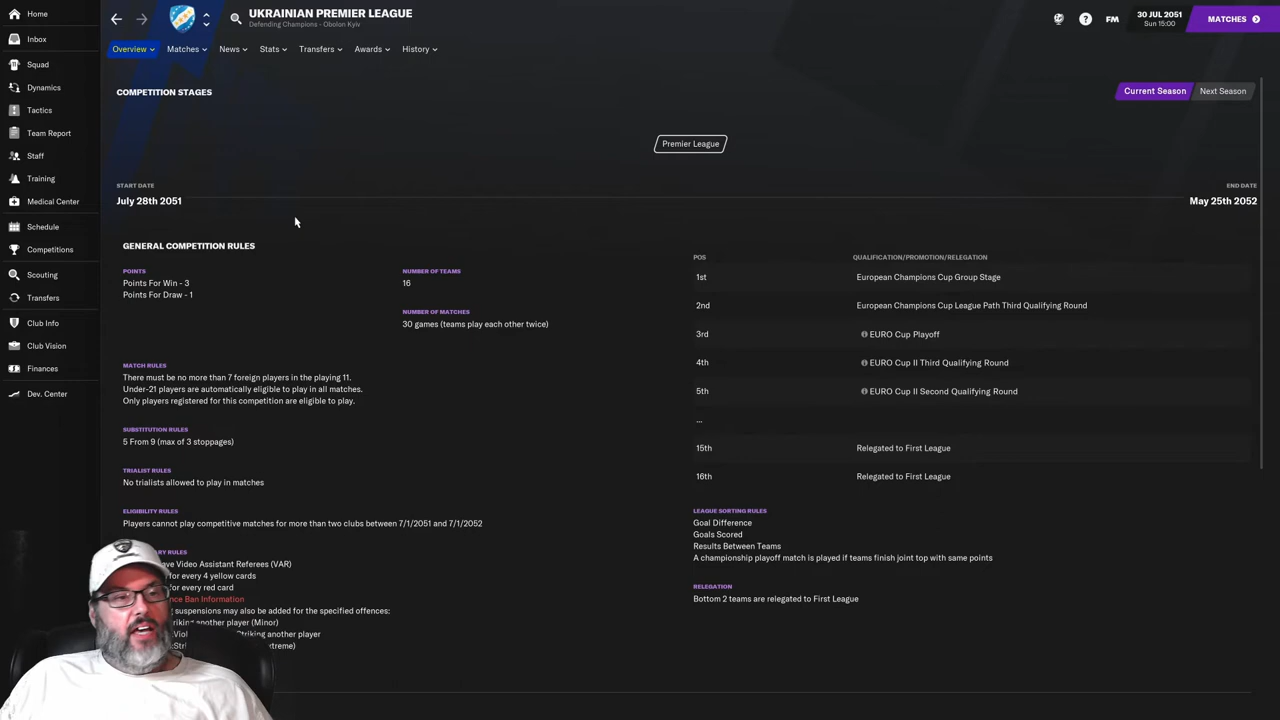 Home
Inbox
Squad
Dynamics
Tactics
Team Report
Staff
Training
Medical Center
Schedule
Competitions
Scouting
Transfers
Club Info
Club Vision
Finances
Dev. Center
UKRAINIAN PREMIER LEAGUE
Defending Champions - Obolon Kyiv
FM
30 JUL 2051
Sun 15:00
MATCHES
Overview
Matches
News
Stats
Transfers
Awards
History
COMPETITION STAGES
Current Season
Next Season
Premier League
START DATE
July 28th 2051
END DATE
May 25th 2052
GENERAL COMPETITION RULES
POINTS
Points For Win - 3
Points For Draw - 1
NUMBER OF TEAMS
16
NUMBER OF MATCHES
30 games (teams play each other twice)
MATCH RULES
There must be no more than 7 foreign players in the playing 11.
Under-21 players are automatically eligible to play in all matches.
Only players registered for this competition are eligible to play.
SUBSTITUTION RULES
5 From 9 (max of 3 stoppages)
TRIALIST RULES
No trialists allowed to play in matches
ELIGIBILITY RULES
Players cannot play competitive matches for more than two clubs between 7/1/2051 and 7/1/2052
RULES
Video Assistant Referees (VAR)
for every 4 yellow cards
for every red card
Ban Information
suspensions may also be added for the specified offences:
another player (Minor)
Striking another player
POS QUALIFICATION/PROMOTION/RELEGATION
1st European Champions Cup Group Stage
2nd European Champions Cup League Path Third Qualifying Round
3rd EURO Cup Playoff
4th EURO Cup II Third Qualifying Round
5th EURO Cup II Second Qualifying Round
...
15th Relegated to First League
16th Relegated to First League
LEAGUE SORTING RULES
Goal Difference
Goals Scored
Results Between Teams
A championship playoff match is played if teams finish joint top with same points
RELEGATION
Bottom 2 teams are relegated to First League